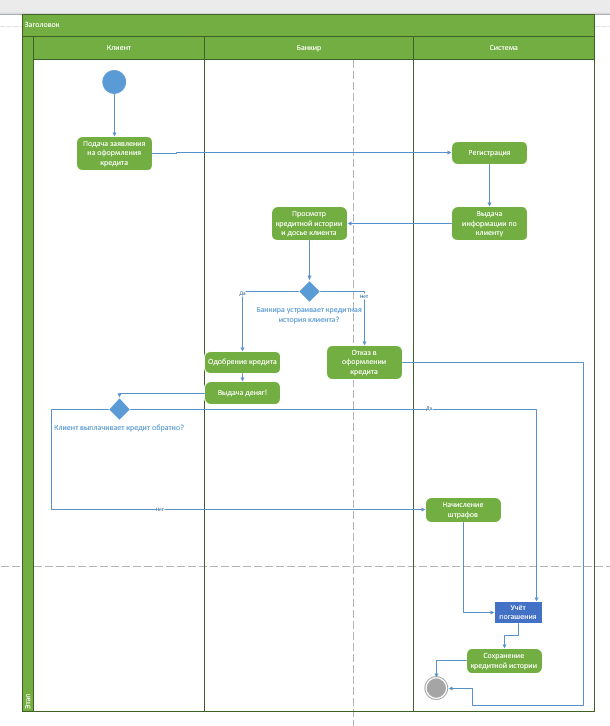 Заголовок
Клиент
Банкир
Система
Подача заявления
на оформления
кредита
Регистрация
Просмотр
кредитной истории
и досье клиента
Выдача
информации по
клиенту
Да
Нет
Банкира устраивает кредитная
история клиента?
Одобрение кредита
Отказ в
оформлении
кредита
Выдача деняг!
Да
Клиент выплачивает кредит обратно?
Нет
Начисление
штрафов
Учёт
погашения
Сохранение
кредитной истории
Этап